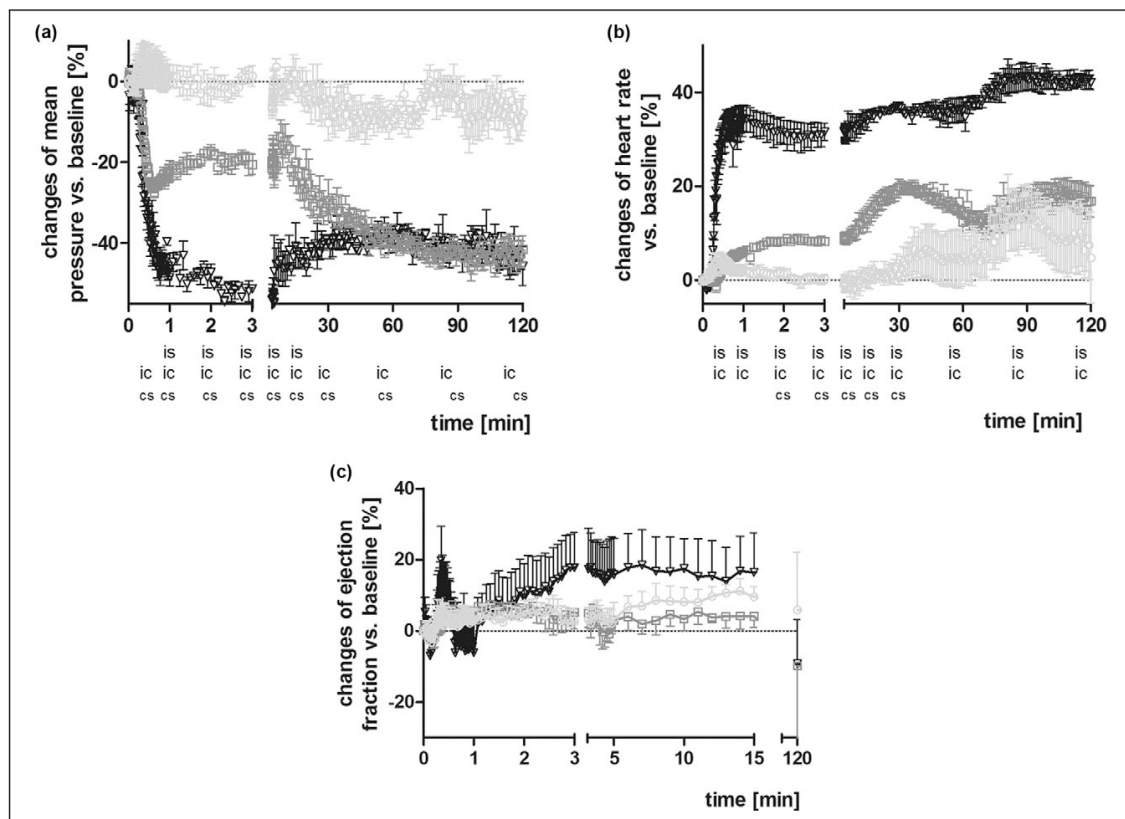 (a)
changes of mean
pressure vs. baseline [%]
0
-20
-40
0 1 2 3 30 60 90 120
is is is is is
ic ic ic ic ic ic ic ic ic ic
cs cs cs cs cs cs cs cs cs cs
time [min]
(b)
changes of heart rate
vs. baseline [%]
40
20
0
0 1 2 3 30 60 90 120
is is is is is is is is is is
ic ic ic ic ic ic ic ic ic ic
cs cs cs cs cs
time [min]
(c)
changes of ejection
fraction vs. baseline [%]
40
20
0
-20
0 1 2 3 5 10 15 120
time [min]